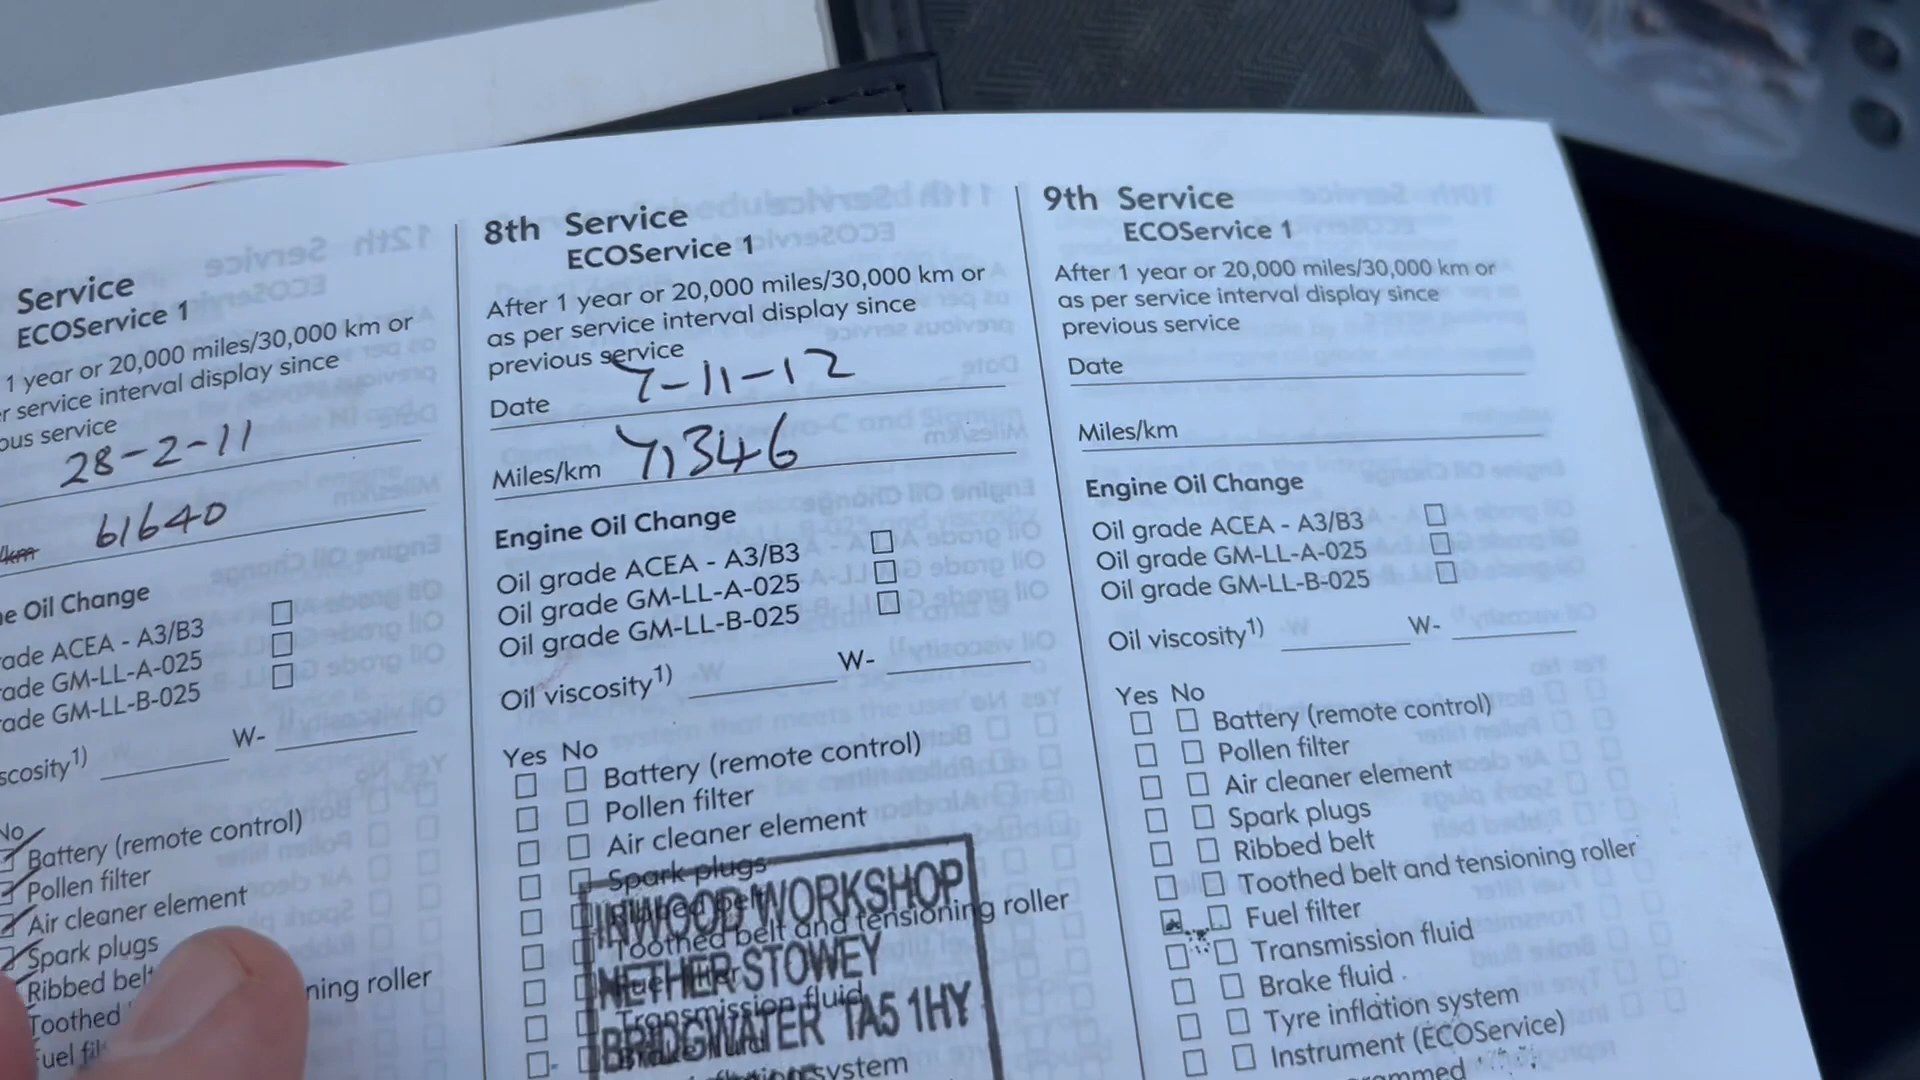 Service
ECOService 1
1 year or 20,000 miles/30,000 km or
service interval display since
service
28-2-11
km 61640
Oil Change
ACEA - A3/B3
GM-LL-A-025
GM-LL-B-025
W-
No
Battery (remote control)
Pollen filter
Air cleaner element
Spark plugs
Ribbed
Toothed
roller
8th Service
ECOService 1
After 1 year or 20,000 miles/30,000 km or
as per service interval display since
previous service
Date 7-11-12
Miles/km 71346
Engine Oil Change
Oil grade ACEA - A3/B3
Oil grade GM-LL-A-025
Oil grade GM-LL-B-025
Oil viscosity1) W-
Yes No
Battery (remote control)
Pollen filter
Air cleaner element
Spark plugs
Ribbed belt
Toothed belt and tensioning roller
Transmission fluid
Brake fluid
system
INWOOD WORKSHOP
NETHER STOWEY
BRIDGWATER TA5 1HY
9th Service
ECOService 1
After 1 year or 20,000 miles/30,000 km or
as per service interval display since
previous service
Date
Miles/km
Engine Oil Change
Oil grade ACEA - A3/B3
Oil grade GM-LL-A-025
Oil grade GM-LL-B-025
Oil viscosity1) W-
Yes No
Battery (remote control)
Pollen filter
Air cleaner element
Spark plugs
Ribbed belt
Toothed belt and tensioning roller
Fuel filter
Transmission fluid
Brake fluid
Tyre inflation system
Instrument (ECOService)